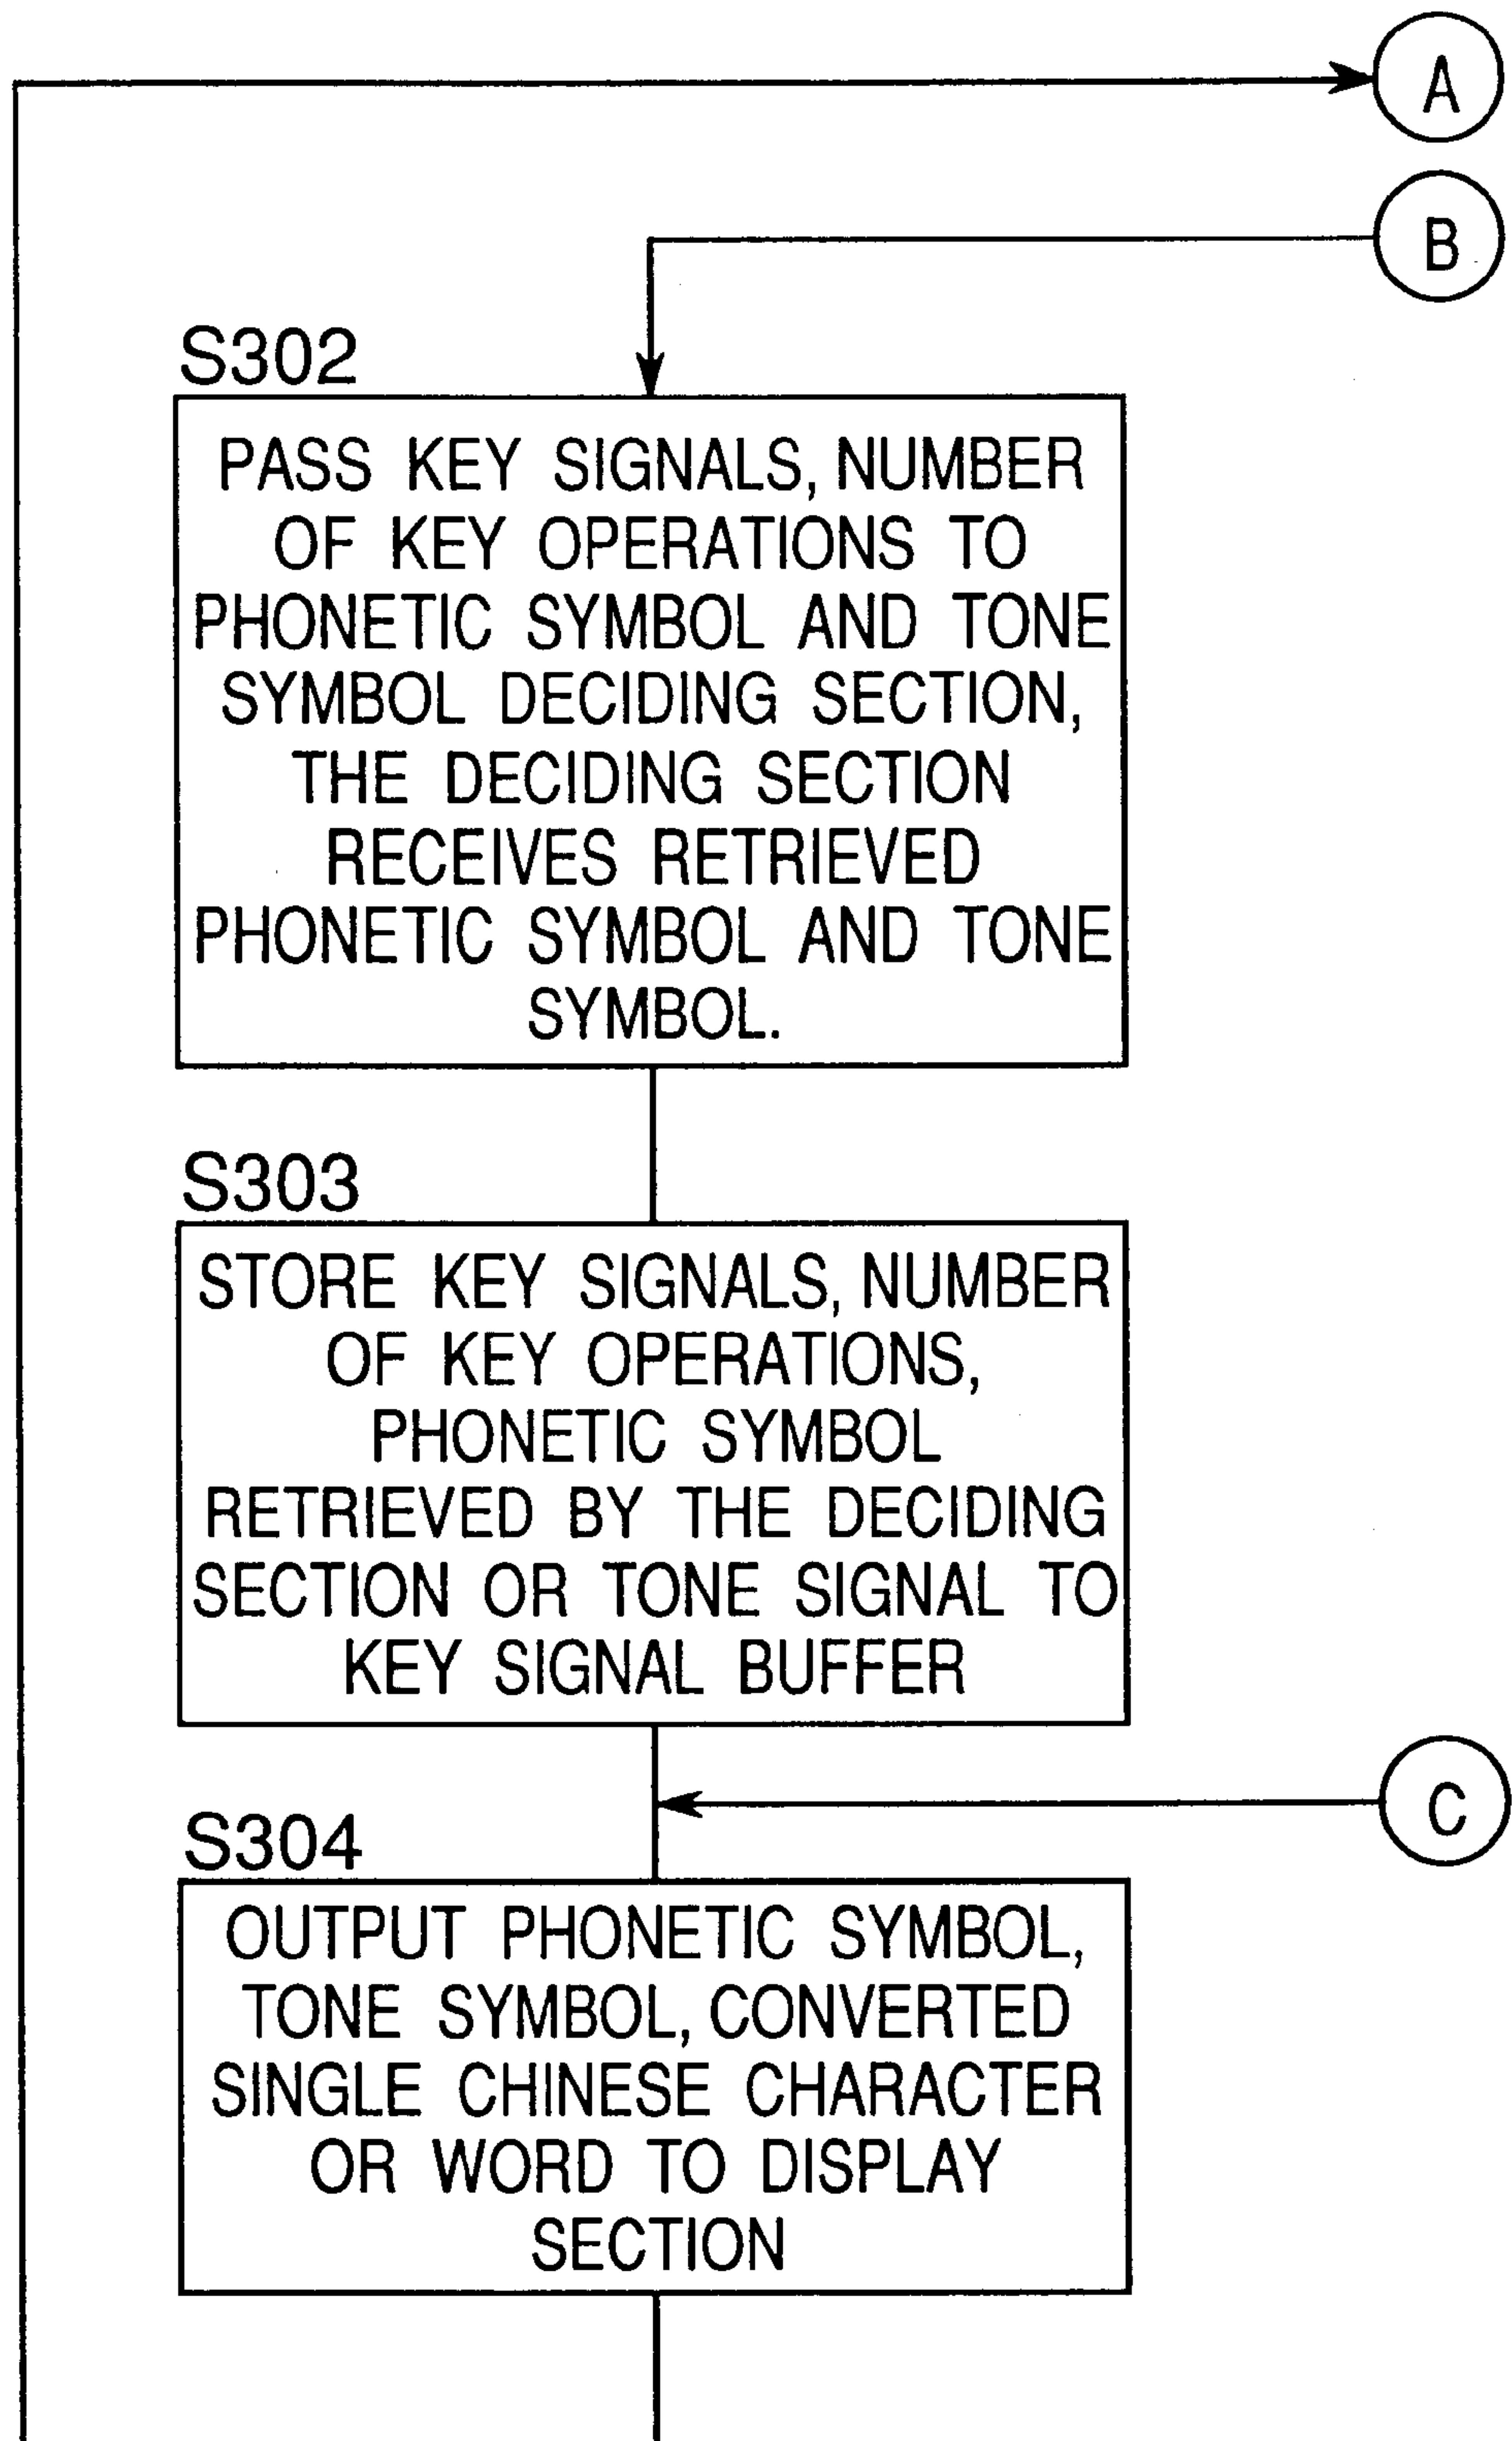 A
B
S302
PASS KEY SIGNALS, NUMBER
OF KEY OPERATIONS TO
PHONETIC SYMBOL AND TONE
SYMBOL DECIDING SECTION,
THE DECIDING SECTION
RECEIVES RETRIEVED
PHONETIC SYMBOL AND TONE
SYMBOL.
S303
STORE KEY SIGNALS, NUMBER
OF KEY OPERATIONS,
PHONETIC SYMBOL
RETRIEVED BY THE DECIDING
SECTION OR TONE SIGNAL TO
KEY SIGNAL BUFFER
C
S304
OUTPUT PHONETIC SYMBOL,
TONE SYMBOL, CONVERTED
SINGLE CHINESE CHARACTER
OR WORD TO DISPLAY
SECTION